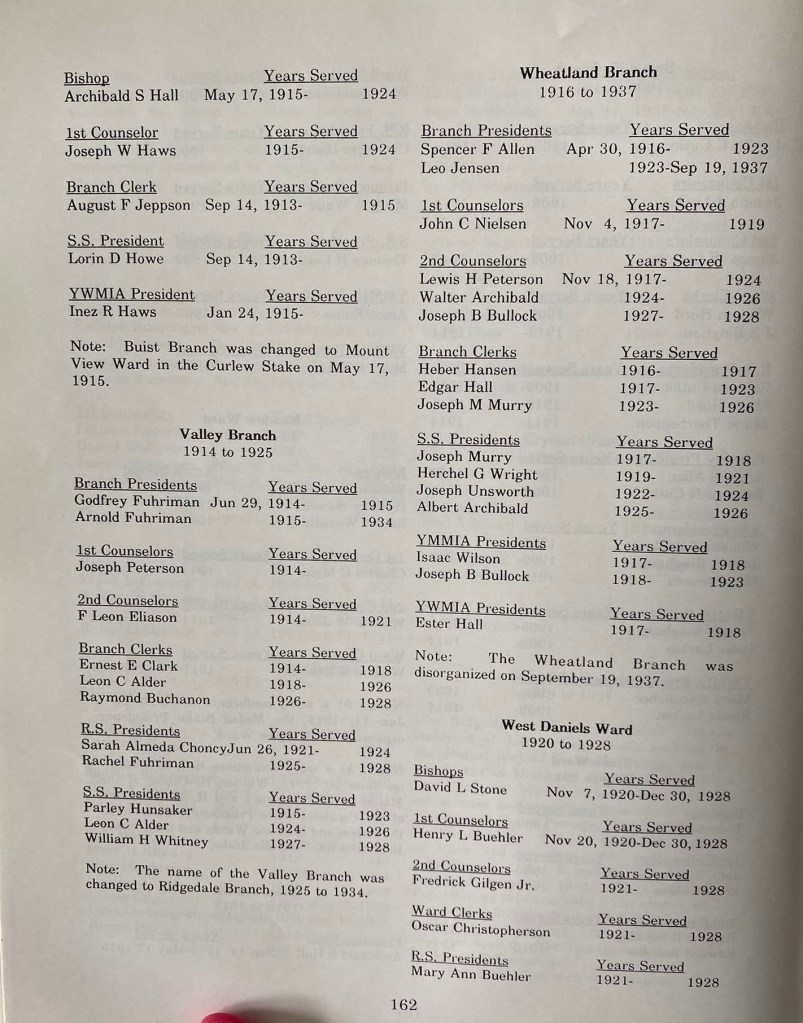 Bishop Years Served
Archibald S Hall May 17, 1915- 1924
1st Counselor Years Served
Joseph W Haws 1915- 1924
Branch Clerk Years Served
August F Jeppson Sep 14, 1913- 1915
S.S. President Years Served
Lorin D Howe Sep 14, 1913-
YWMIA President Years Served
Inez R Haws Jan 24, 1915-
Note: Buist Branch was changed to Mount
View Ward in the Curlew Stake on May 17,
1915.
Valley Branch
1914 to 1925
Branch Presidents Years Served
Godfrey Fuhriman Jun 29, 1914- 1915
Arnold Fuhriman 1915- 1934
1st Counselors Years Served
Joseph Peterson 1914-
2nd Counselors Years Served
F Leon Eliason 1914- 1921
Branch Clerks Years Served
Ernest E Clark 1914- 1918
Leon C Alder 1918- 1926
Raymond Buchanon 1926- 1928
R.S. Presidents Years Served
Sarah Almeda ChoncyJun 26, 1921- 1924
Rachel Fuhriman 1925- 1928
S.S. Presidents Years Served
Parley Hunsaker 1915- 1923
Leon C Alder 1924- 1926
William H Whitney 1927- 1928
Note: The name of the Valley Branch was
changed to Ridgedale Branch, 1925 to 1934.
Wheatland Branch
1916 to 1937
Branch Presidents Years Served
Spencer F Allen Apr 30, 1916- 1923
Leo Jensen 1923-Sep 19, 1937
1st Counselors Years Served
John C Nielsen Nov 4, 1917- 1919
2nd Counselors Years Served
Lewis H Peterson Nov 18, 1917- 1924
Walter Archibald 1924- 1926
Joseph B Bullock 1927- 1928
Branch Clerks Years Served
Heber Hansen 1916- 1917
Edgar Hall 1917- 1923
Joseph M Murry 1923- 1926
S.S. Presidents Years Served
Joseph Murry 1917- 1918
Herchel G Wright 1919- 1921
Joseph Unsworth 1922- 1924
Albert Archibald 1925- 1926
YMMIA Presidents Years Served
Isaac Wilson 1917- 1918
Joseph B Bullock 1918- 1923
YWMIA Presidents Years Served
Ester Hall 1917- 1918
Note: The Wheatland Branch was
disorganized on September 19, 1937.
West Daniels Ward
1920 to 1928
Bishops Years Served
David L Stone Nov 7, 1920-Dec 30, 1928
1st Counselors Years Served
Henry L Buehler Nov 20, 1920-Dec 30, 1928
2nd Counselors Years Served
Fredrick Gilgen Jr. 1921- 1928
Ward Clerks Years Served
Oscar Christopherson 1921- 1928
R.S. Presidents Years Served
Mary Ann Buehler 1921- 1928
162